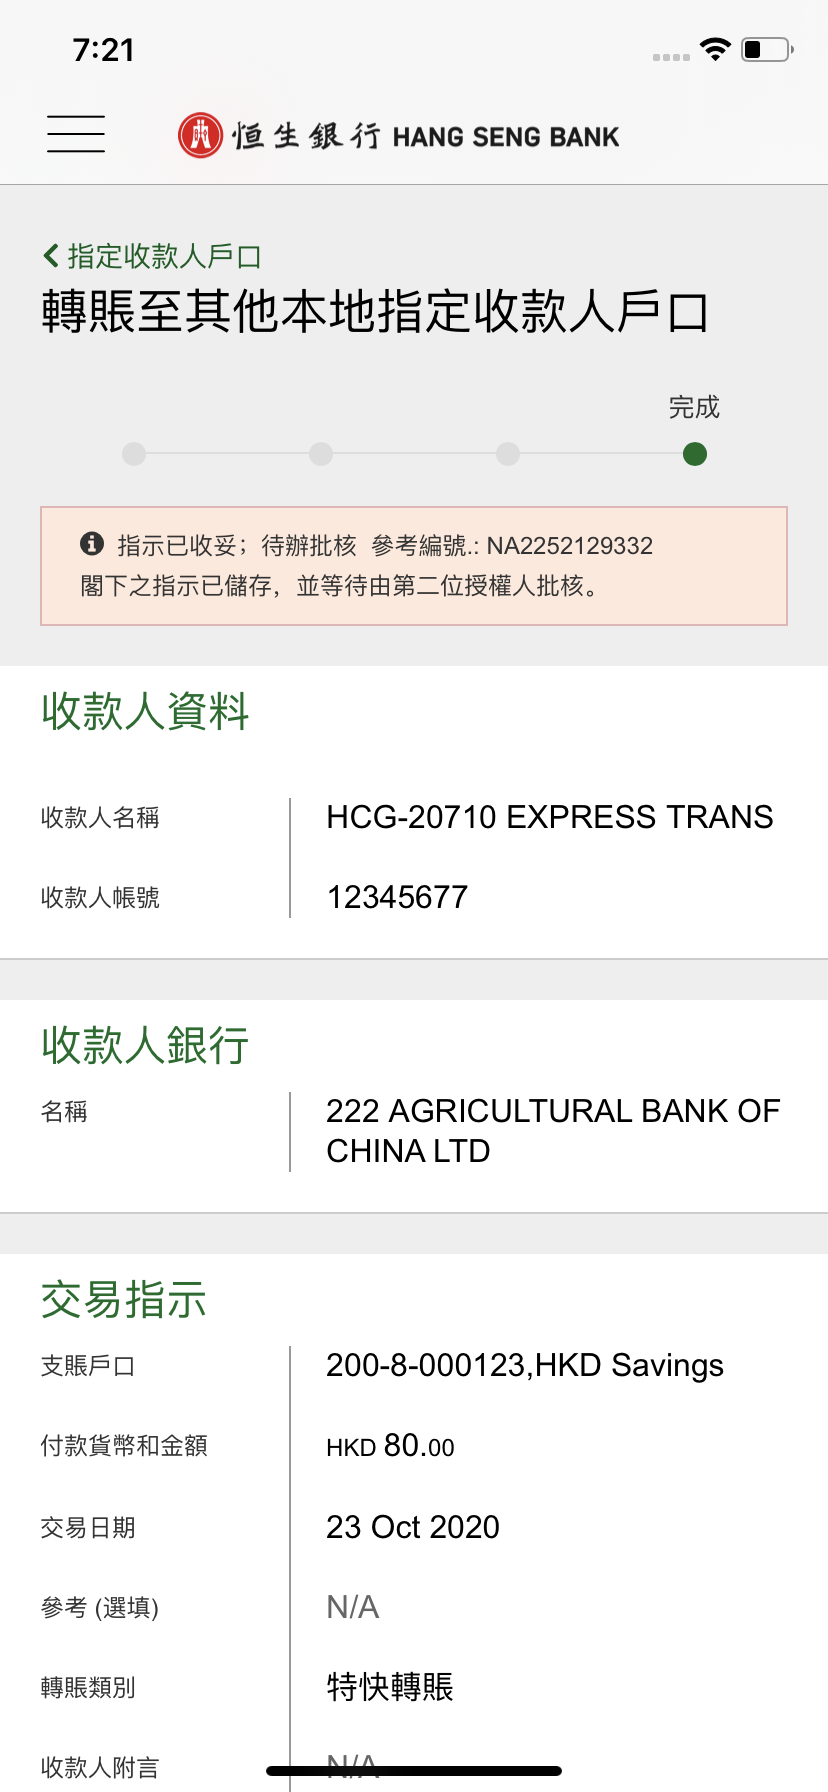 7:21
恒生銀行 HANG SENG BANK
指定收款人戶口
轉賬至其他本地指定收款人戶口
完成
指示已收妥；待辦批核 參考編號.: NA2252129332
閣下之指示已儲存，並等待由第二位授權人批核。
收款人資料
收款人名稱 HCG-20710 EXPRESS TRANS
收款人帳號 12345677
收款人銀行
名稱 222 AGRICULTURAL BANK OF
CHINA LTD
交易指示
支賬戶口 200-8-000123,HKD Savings
付款貨幣和金額 HKD 80.00
交易日期 23 Oct 2020
參考 (選填) N/A
轉賬類別 特快轉賬
收款人附言 N/A